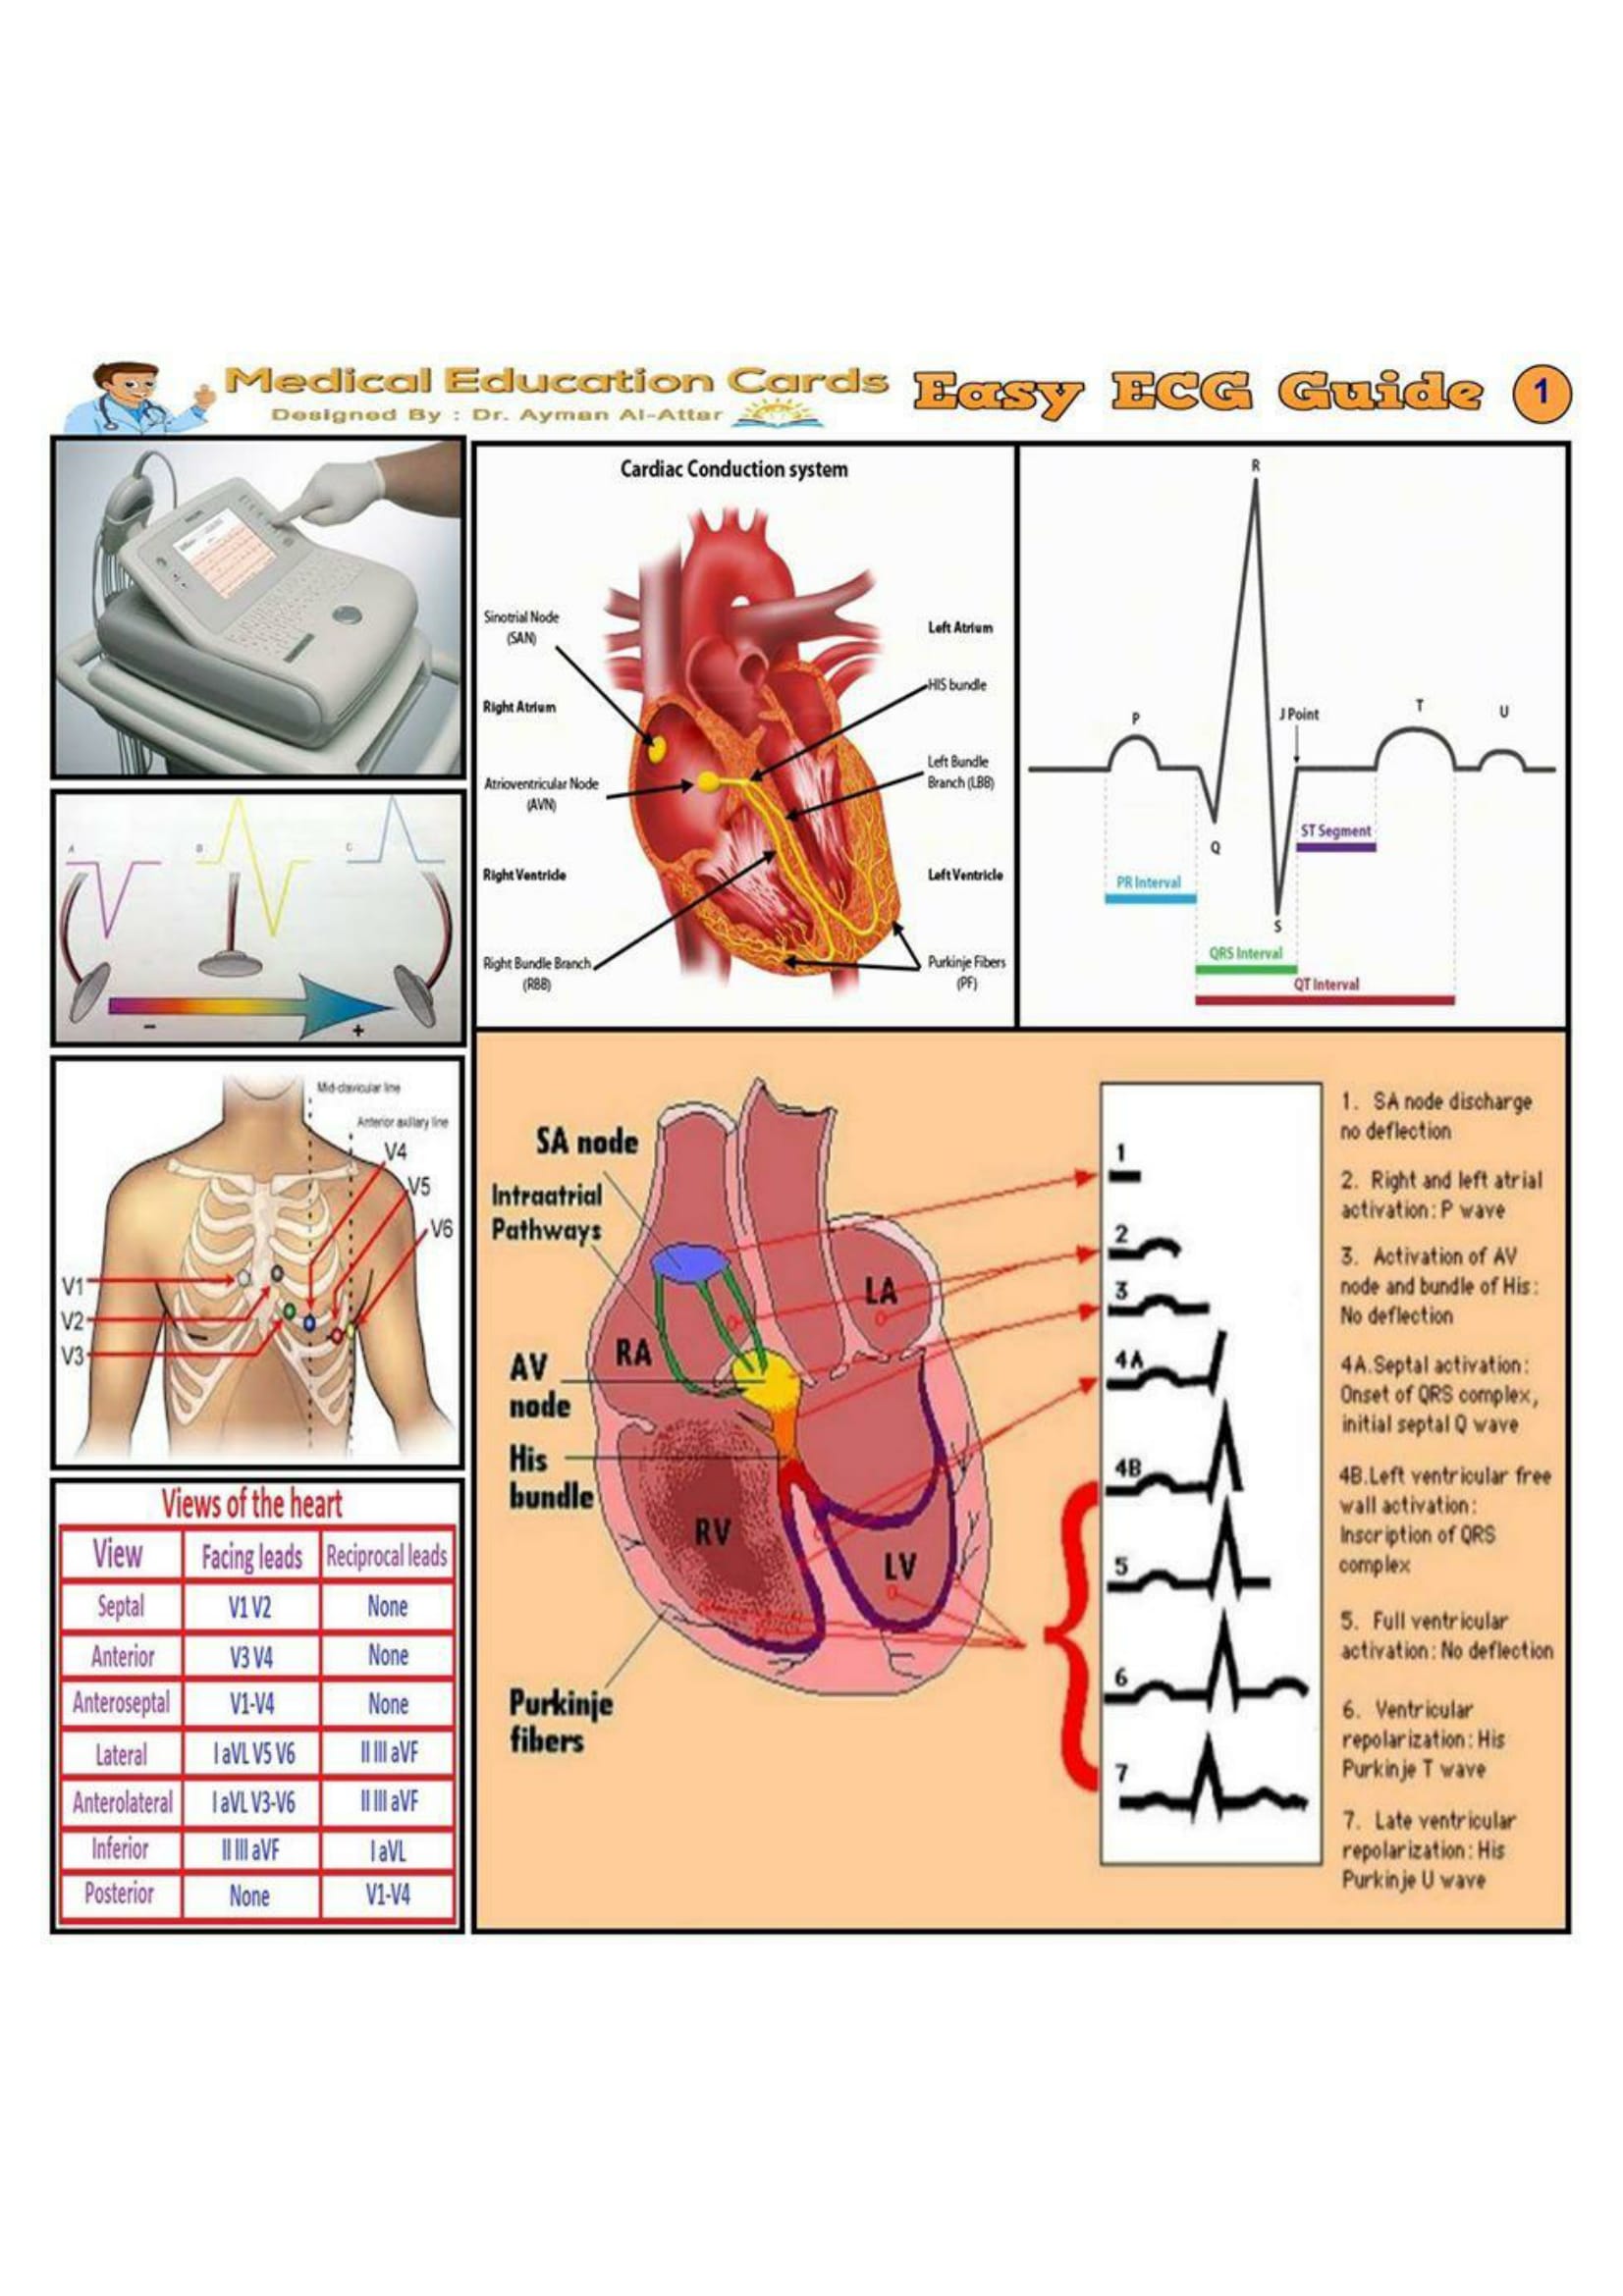 Medical Education Cards
Designed By : Dr. Ayman Al-Attar
Easy ECG Guide 1
A
B
C
−
+
Mid-clavicular line
Anterior axillary line
V4
V5
V6
V1
V2
V3
Views of the heart
View Facing leads Reciprocal leads
Septal V1 V2 None
Anterior V3 V4 None
Anteroseptal V1-V4 None
Lateral I aVL V5 V6 II III aVF
Anterolateral I aVL V3-V6 II III aVF
Inferior II III aVF I aVL
Posterior None V1-V4
Cardiac Conduction system
Sinotrial Node
(SAN)
Right Atrium
Atrioventricular Node
(AVN)
Right Ventricle
Right Bundle Branch
(RBB)
Left Atrium
HIS bundle
Left Bundle
Branch (LBB)
Left Ventricle
Purkinje Fibers
(PF)
R
P
J Point
T
U
Q
S
ST Segment
PR Interval
QRS Interval
QT Interval
SA node
Intraatrial
Pathways
RA
LA
AV
node
His
bundle
RV
LV
Purkinje
fibers
1
2
3
4A
4B
5
6
7
1. SA node discharge
no deflection
2. Right and left atrial
activation: P wave
3. Activation of AV
node and bundle of His:
No deflection
4A.Septal activation:
Onset of QRS complex,
initial septal Q wave
4B.Left ventricular free
wall activation:
Inscription of QRS
complex
5. Full ventricular
activation: No deflection
6. Ventricular
repolarization: His
Purkinje T wave
7. Late ventricular
repolarization: His
Purkinje U wave